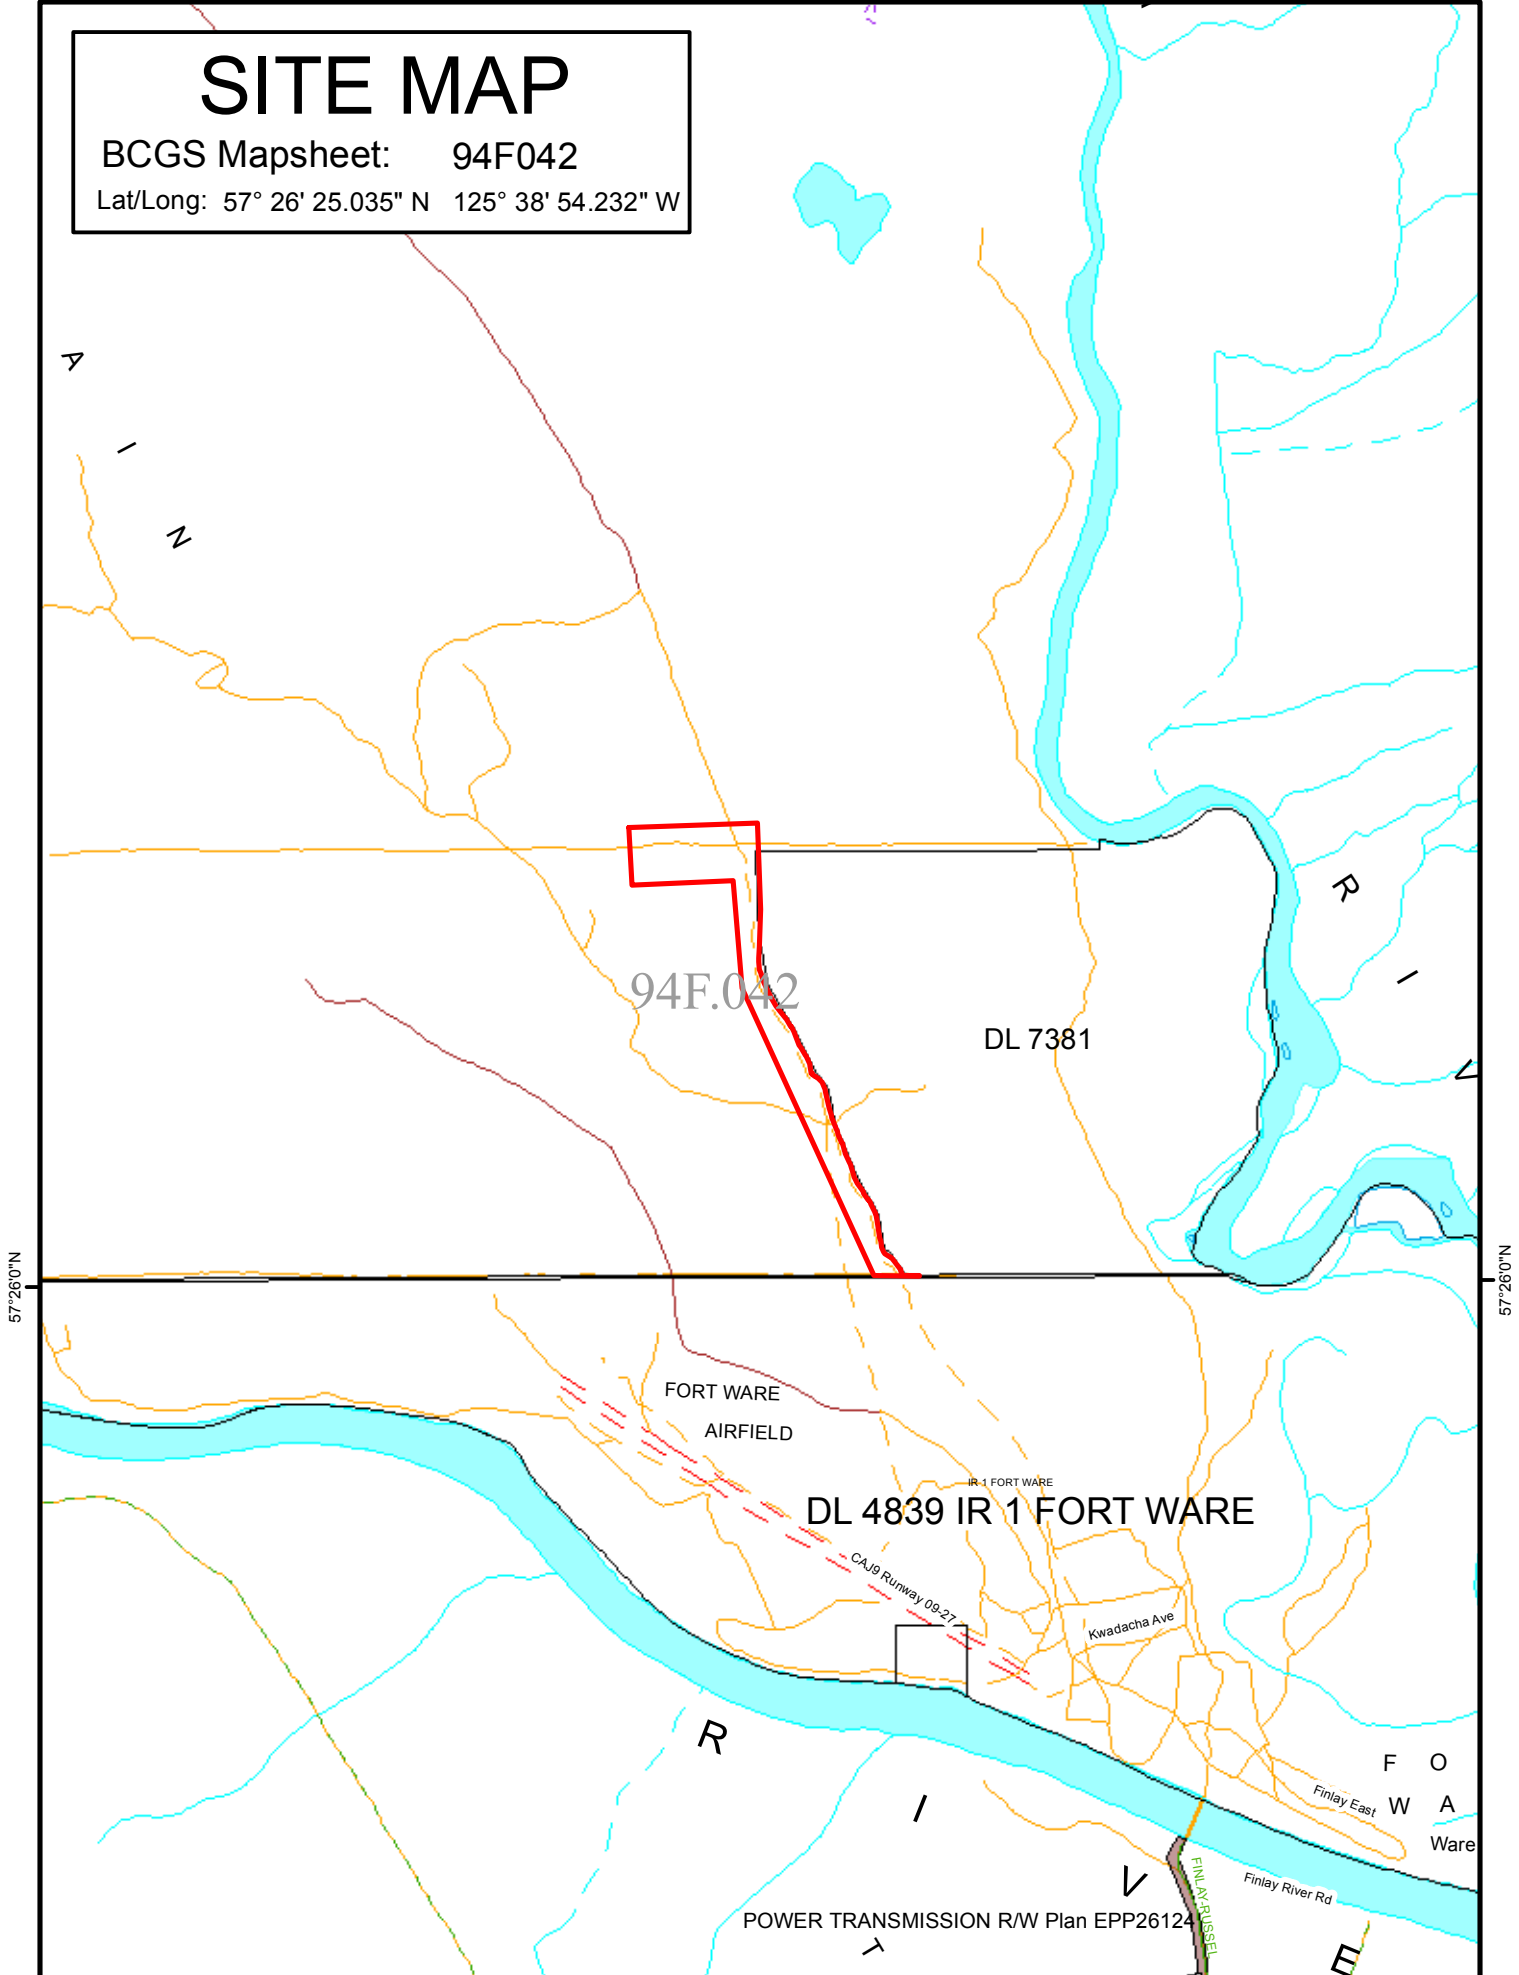 SITE MAP
BCGS Mapsheet: 94F042
Lat/Long: 57° 26' 25.035" N 125° 38' 54.232" W
A
I
N
R
I
V
94F.042
DL 7381
57°26'0"N
57°26'0"N
FORT WARE
AIRFIELD
IR 1 FORT WARE
DL 4839 IR 1 FORT WARE
CAJ9 Runway 09-27
Kwadacha Ave
R
I
V
E
T
F O
W A
Ware
Finlay East
Finlay River Rd
FINLAY-RUSSEL
POWER TRANSMISSION R/W Plan EPP26124